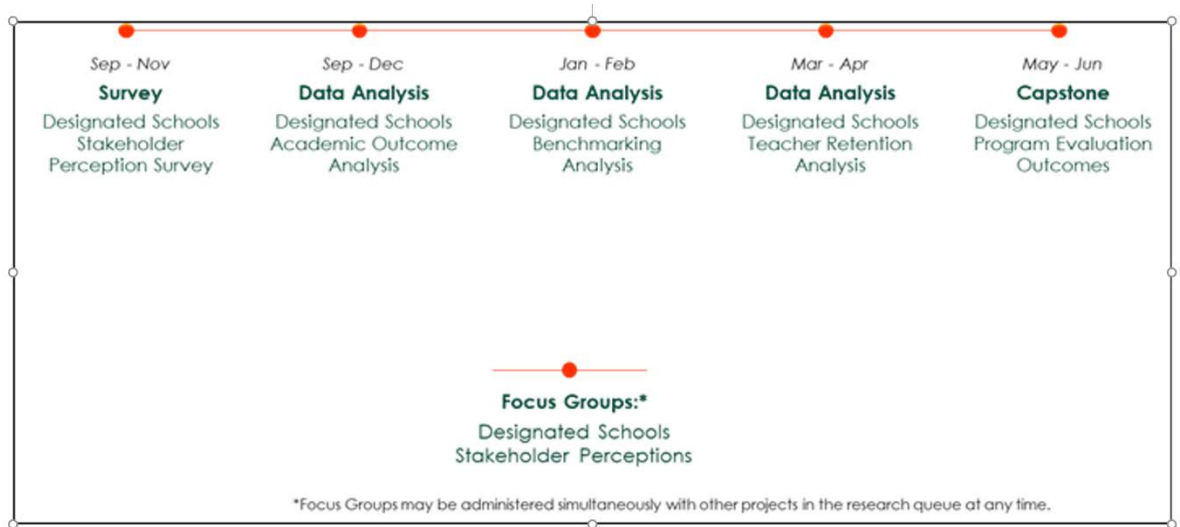 Sep - Nov
Survey
Designated Schools
Stakeholder
Perception Survey
Sep - Dec
Data Analysis
Designated Schools
Academic Outcome
Analysis
Jan - Feb
Data Analysis
Designated Schools
Benchmarking
Analysis
Mar - Apr
Data Analysis
Designated Schools
Teacher Retention
Analysis
May - Jun
Capstone
Designated Schools
Program Evaluation
Outcomes
Focus Groups:*
Designated Schools
Stakeholder Perceptions
*Focus Groups may be administered simultaneously with other projects in the research queue at any time.